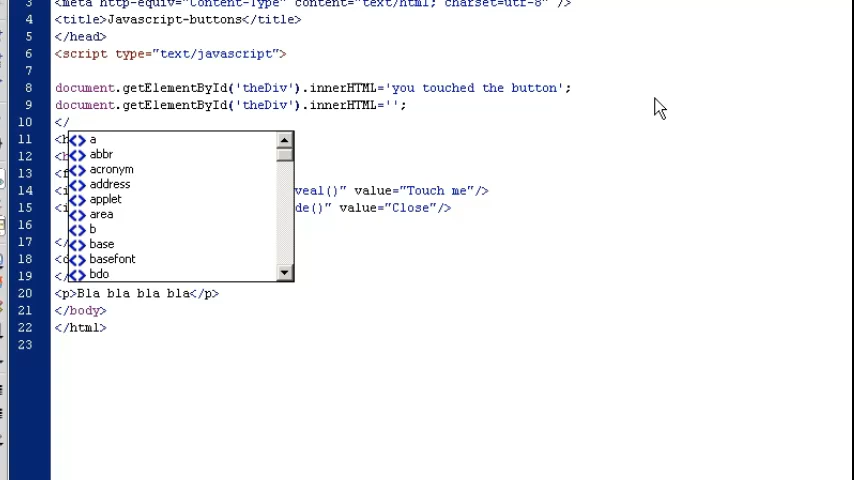 3 <meta http-equiv="Content-Type" content="text/html; charset=utf-8" />
4 <title>Javascript-buttons</title>
5 </head>
6 <script type="text/javascript">
7
8 document.getElementById('theDiv').innerHTML='you touched the button';
9 document.getElementById('theDiv').innerHTML='';
10 </
11 <h
12 <b
13 <f
14 <i veal()" value="Touch me"/>
15 <i de()" value="Close"/>
16
17 </
18 <d
19 </
a
abbr
acronym
address
applet
area
b
base
basefont
bdo
20 <p>Bla bla bla bla</p>
21 </body>
22 </html>
23